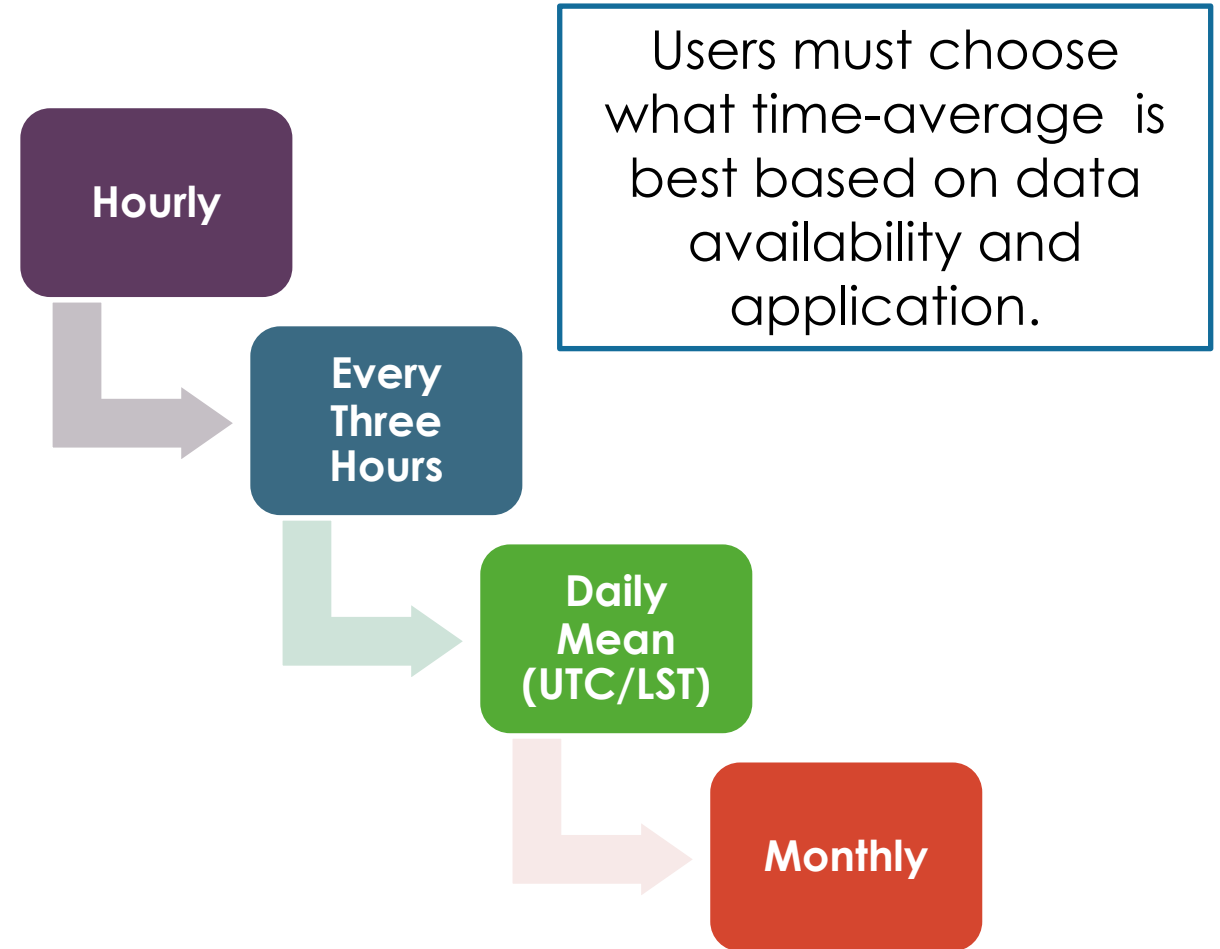 Users must choose
what time-average is
best based on data
availability and
application.
Hourly
Every
Three
Hours
Daily
Mean
(UTC/LST)
Monthly